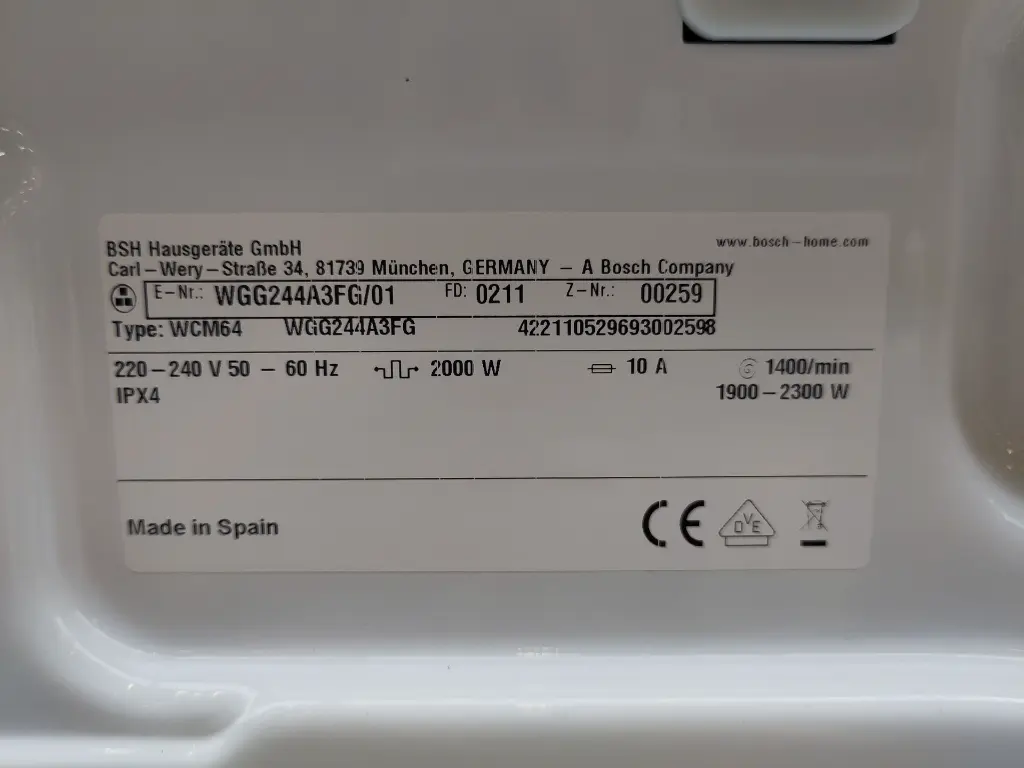 BSH Hausgeräte GmbH
www.bosch-home.com
Carl-Wery-Straße 34, 81739 München, GERMANY – A Bosch Company
E-Nr.: WGG244A3FG/01 FD: 0211 Z-Nr.: 00259
Type: WCM64 WGG244A3FG 422110529693002598
220-240 V 50 – 60 Hz 2000 W 10 A 1400/min
IPX4 1900-2300 W
Made in Spain CE DVE